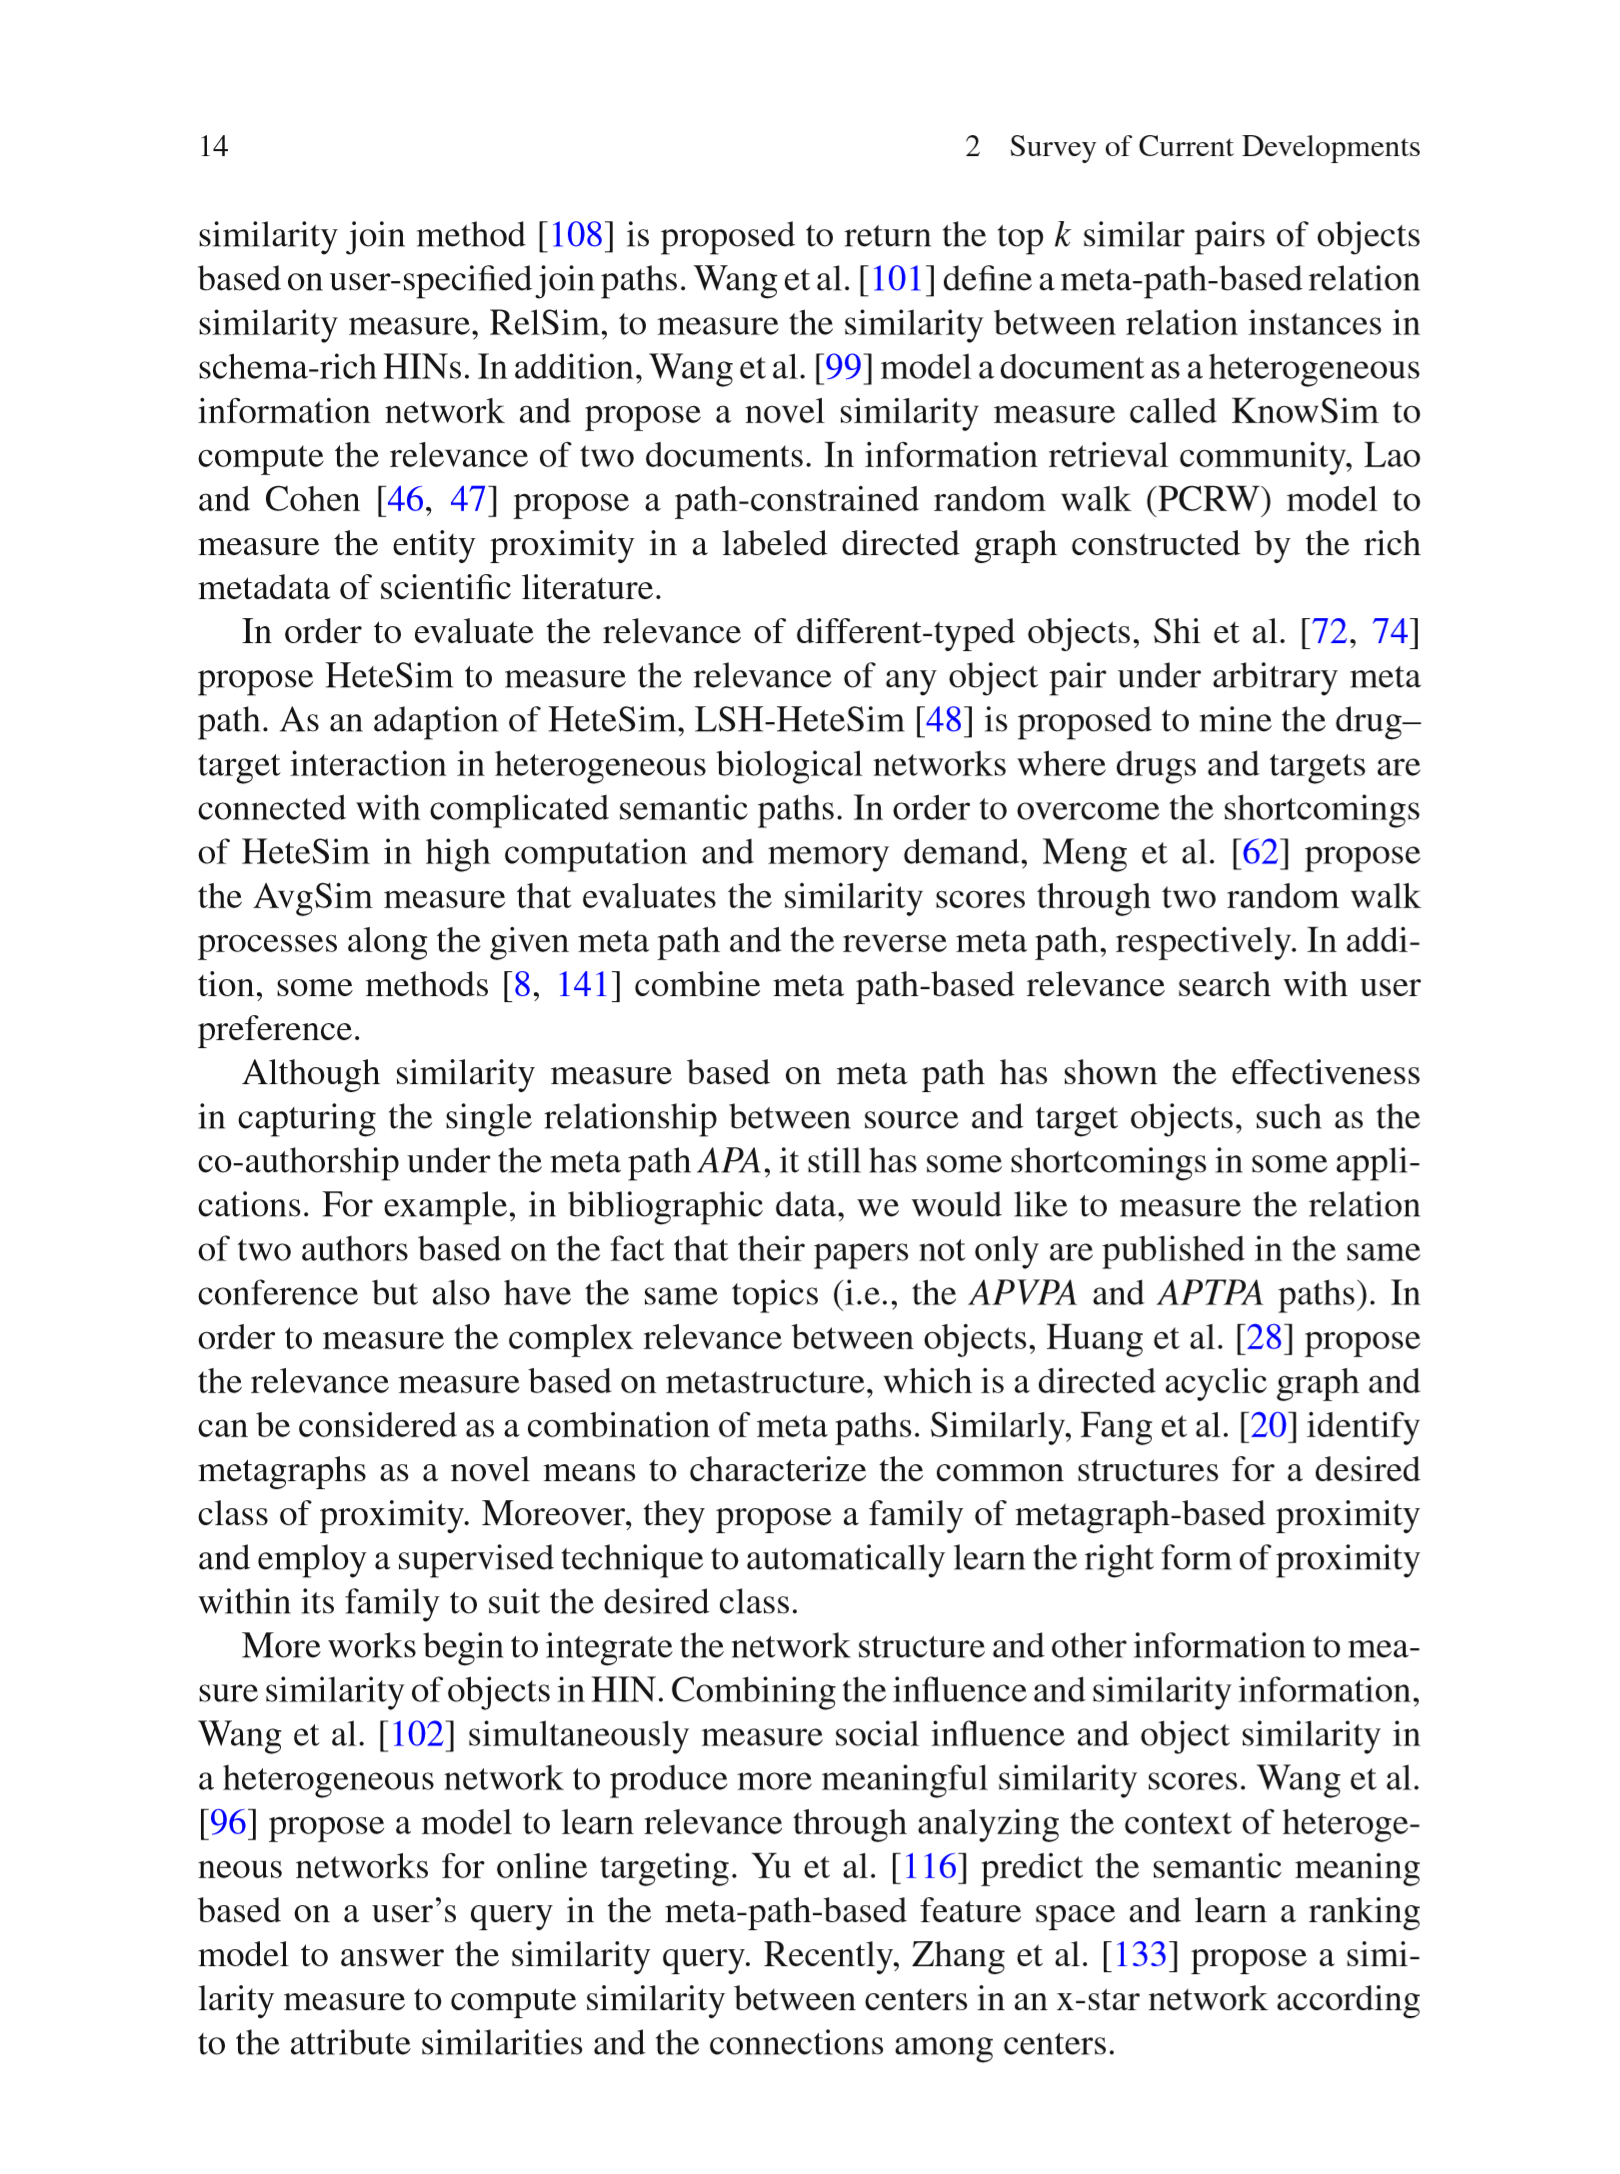 14
2 Survey of Current Developments
similarity join method [108] is proposed to return the top k similar pairs of objects
based on user-specified join paths. Wang et al. [101] define a meta-path-based relation
similarity measure, RelSim, to measure the similarity between relation instances in
schema-rich HINs. In addition, Wang et al. [99] model a document as a heterogeneous
information network and propose a novel similarity measure called KnowSim to
compute the relevance of two documents. In information retrieval community, Lao
and Cohen [46, 47] propose a path-constrained random walk (PCRW) model to
measure the entity proximity in a labeled directed graph constructed by the rich
metadata of scientific literature.
In order to evaluate the relevance of different-typed objects, Shi et al. [72, 74]
propose HeteSim to measure the relevance of any object pair under arbitrary meta
path. As an adaption of HeteSim, LSH-HeteSim [48] is proposed to mine the drug–
target interaction in heterogeneous biological networks where drugs and targets are
connected with complicated semantic paths. In order to overcome the shortcomings
of HeteSim in high computation and memory demand, Meng et al. [62] propose
the AvgSim measure that evaluates the similarity scores through two random walk
processes along the given meta path and the reverse meta path, respectively. In addi-
tion, some methods [8, 141] combine meta path-based relevance search with user
preference.
Although similarity measure based on meta path has shown the effectiveness
in capturing the single relationship between source and target objects, such as the
co-authorship under the meta path APA, it still has some shortcomings in some appli-
cations. For example, in bibliographic data, we would like to measure the relation
of two authors based on the fact that their papers not only are published in the same
conference but also have the same topics (i.e., the APVPA and APTPA paths). In
order to measure the complex relevance between objects, Huang et al. [28] propose
the relevance measure based on metastructure, which is a directed acyclic graph and
can be considered as a combination of meta paths. Similarly, Fang et al. [20] identify
metagraphs as a novel means to characterize the common structures for a desired
class of proximity. Moreover, they propose a family of metagraph-based proximity
and employ a supervised technique to automatically learn the right form of proximity
within its family to suit the desired class.
More works begin to integrate the network structure and other information to mea-
sure similarity of objects in HIN. Combining the influence and similarity information,
Wang et al. [102] simultaneously measure social influence and object similarity in
a heterogeneous network to produce more meaningful similarity scores. Wang et al.
[96] propose a model to learn relevance through analyzing the context of heteroge-
neous networks for online targeting. Yu et al. [116] predict the semantic meaning
based on a user’s query in the meta-path-based feature space and learn a ranking
model to answer the similarity query. Recently, Zhang et al. [133] propose a simi-
larity measure to compute similarity between centers in an x-star network according
to the attribute similarities and the connections among centers.